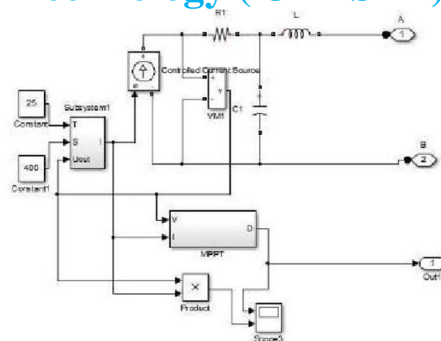 R1
L
A
1
Controlled Current Source
25
Constant
Subsystem1
T
S
I
Uout
+
v
-
VM1
C1
400
Constant1
B
2
V
I
D
MPPT
×
Product
1
Out1
Scope3